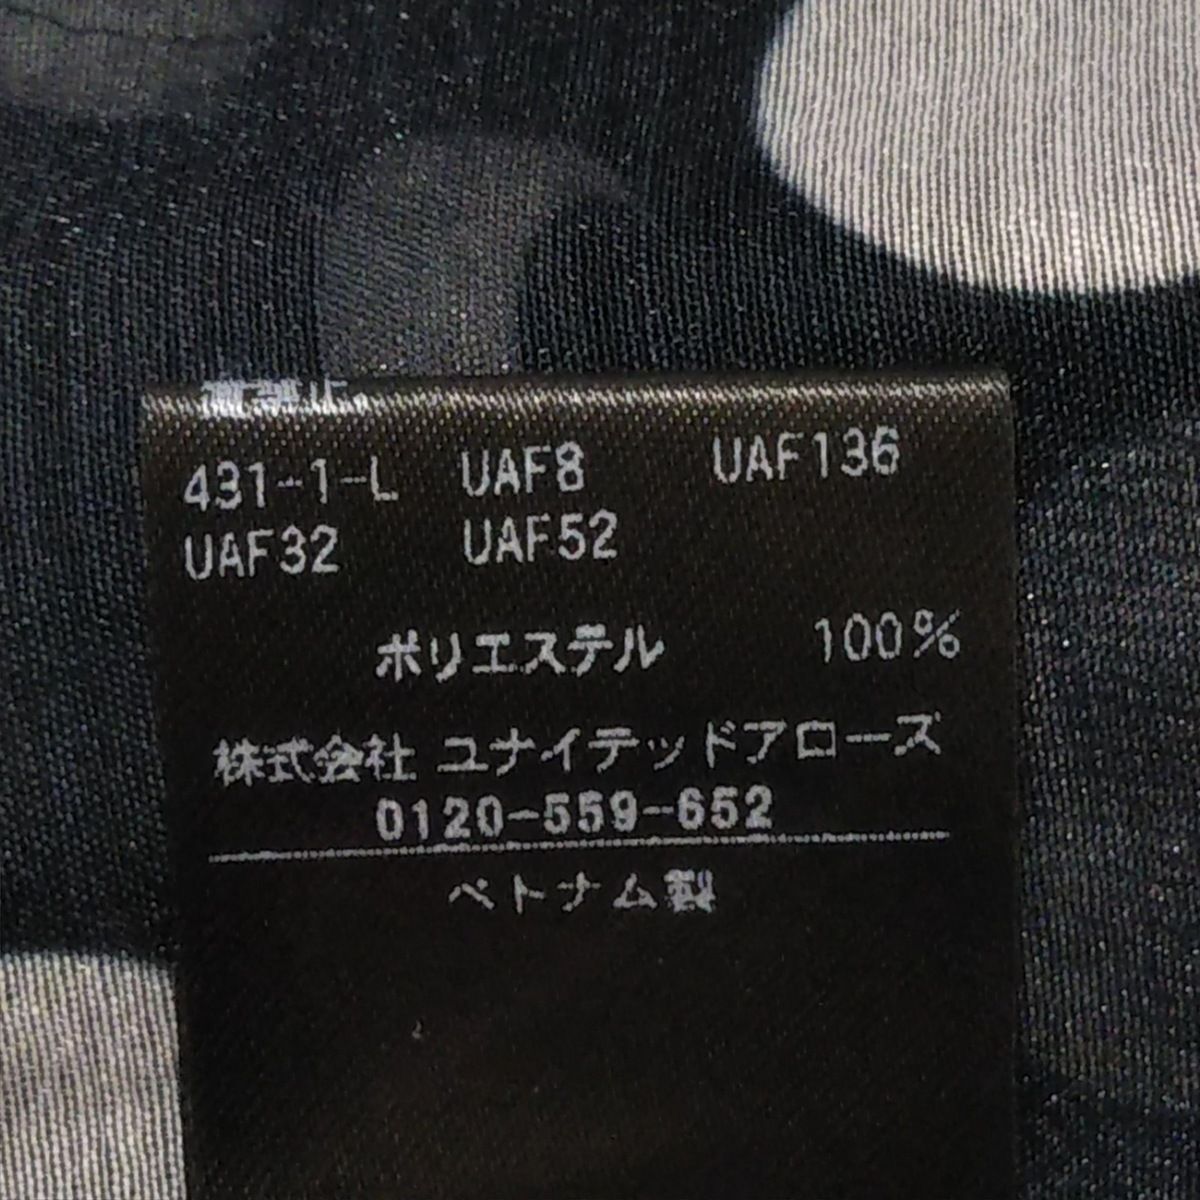 431-1-L UAF8 UAF136
UAF32 UAF52
ポリエステル 100%
株式会社 ユナイテッドアローズ
0120-559-652
ベトナム製